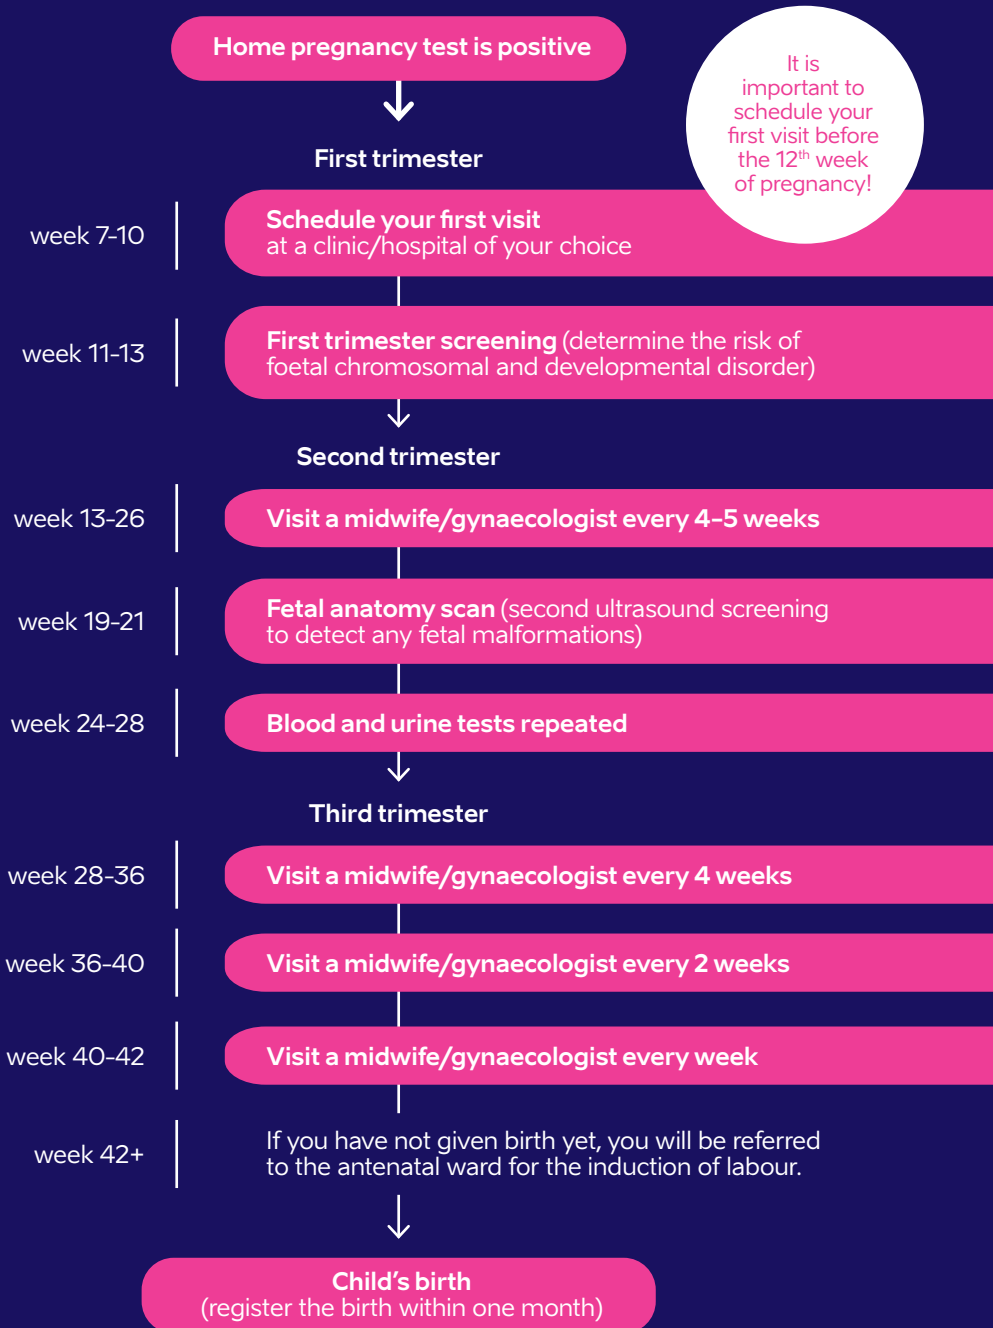 Home pregnancy test is positive
It is
important to
schedule your
first visit before
the 12th week
of pregnancy!
First trimester
week 7-10
Schedule your first visit
at a clinic/hospital of your choice
week 11-13
First trimester screening (determine the risk of
foetal chromosomal and developmental disorder)
Second trimester
week 13-26
Visit a midwife/gynaecologist every 4-5 weeks
week 19-21
Fetal anatomy scan (second ultrasound screening
to detect any fetal malformations)
week 24-28
Blood and urine tests repeated
Third trimester
week 28-36
Visit a midwife/gynaecologist every 4 weeks
week 36-40
Visit a midwife/gynaecologist every 2 weeks
week 40-42
Visit a midwife/gynaecologist every week
week 42+
If you have not given birth yet, you will be referred
to the antenatal ward for the induction of labour.
Child's birth
(register the birth within one month)